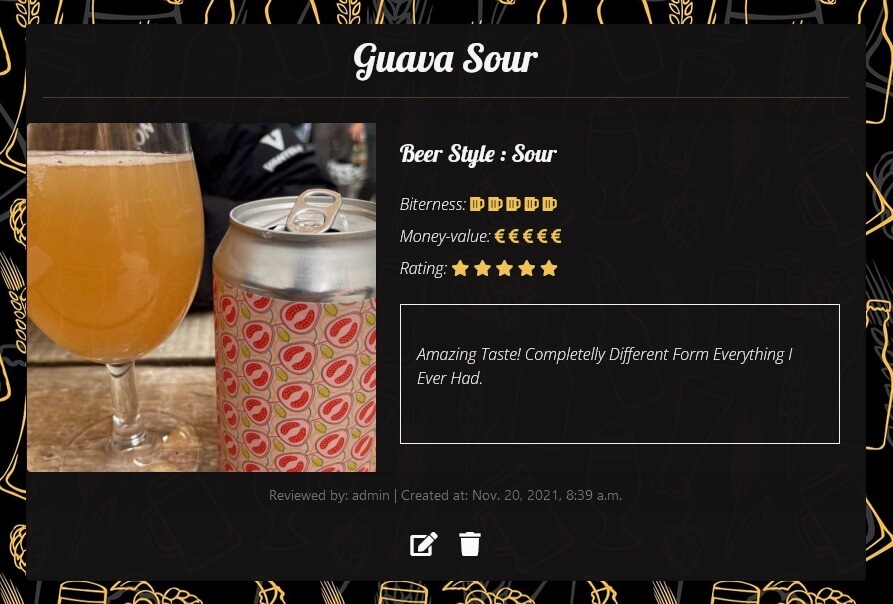 Guava Sour
Beer Style : Sour
Biterness:
Money-value: €€€€€
Rating:
Amazing Taste! Completelly Different Form Everything I
Ever Had.
Reviewed by: admin | Created at: Nov. 20, 2021, 8:39 a.m.